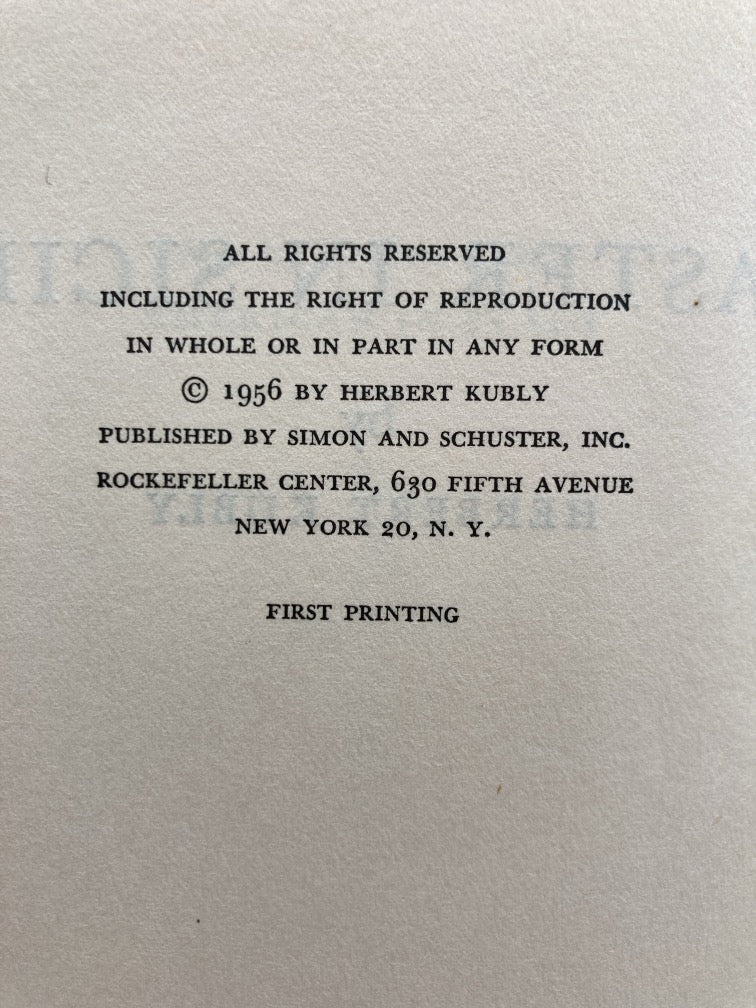 ALL RIGHTS RESERVED
INCLUDING THE RIGHT OF REPRODUCTION
IN WHOLE OR IN PART IN ANY FORM
© 1956 BY HERBERT KUBLY
PUBLISHED BY SIMON AND SCHUSTER, INC.
ROCKEFELLER CENTER, 630 FIFTH AVENUE
NEW YORK 20, N. Y.
FIRST PRINTING